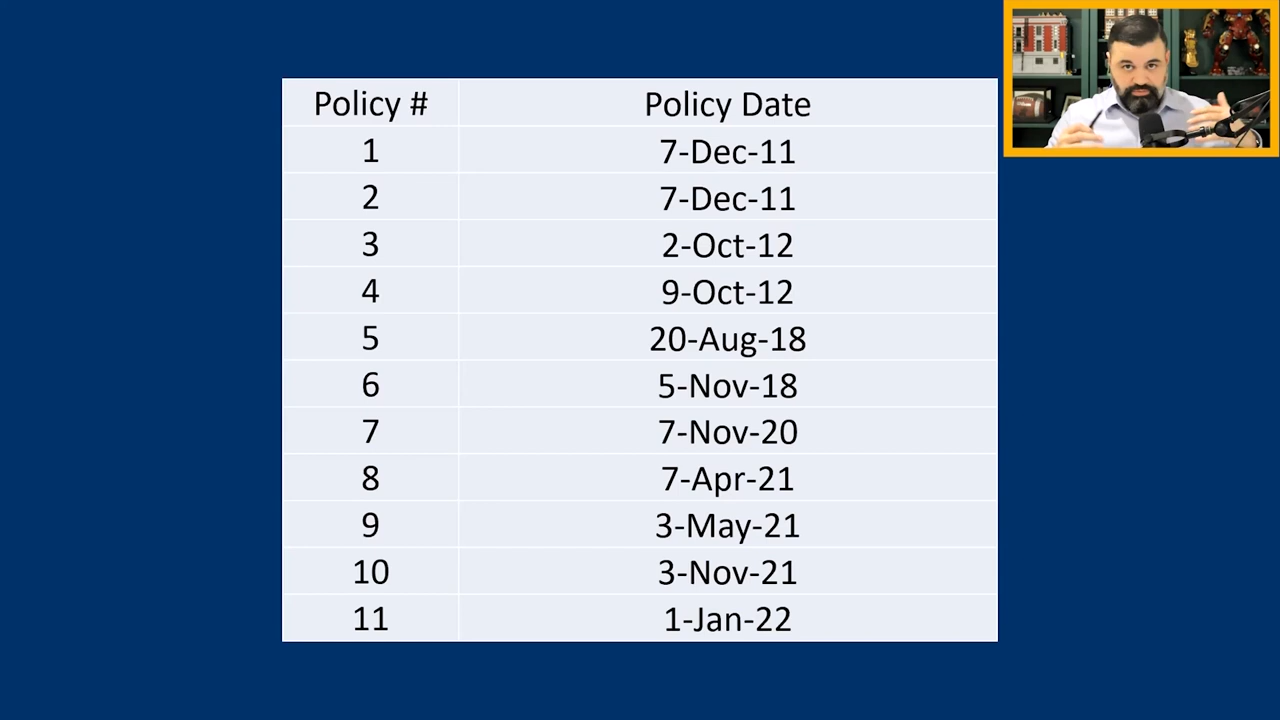 Policy # Policy Date
1 7-Dec-11
2 7-Dec-11
3 2-Oct-12
4 9-Oct-12
5 20-Aug-18
6 5-Nov-18
7 7-Nov-20
8 7-Apr-21
9 3-May-21
10 3-Nov-21
11 1-Jan-22